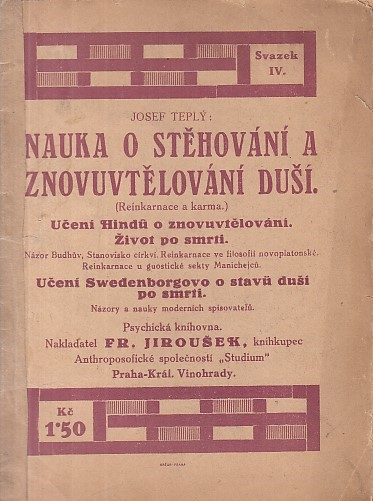 Svazek
IV.
JOSEF TEPLÝ:
NAUKA O STĚHOVÁNÍ A
ZNOVUVTĚLOVÁNÍ DUŠÍ.
(Reinkarnace a karma.)
Učení Hindů o znovuvtělování.
Život po smrti.
Názor Budhův, Stanovisko církví. Reinkarnace ve filosofii novoplatonské.
Reinkarnace u gnostické sekty Manichejců.
Učení Swedenborgovo o stavů duší
po smrti.
Názory a nauky moderních spisovatelů.
Psychická knihovna.
Nakladatel FR. JIROUŠEK, knihkupec
Anthroposofické společnosti „Studium"
Praha-Král. Vinohrady.
Kč
1·50